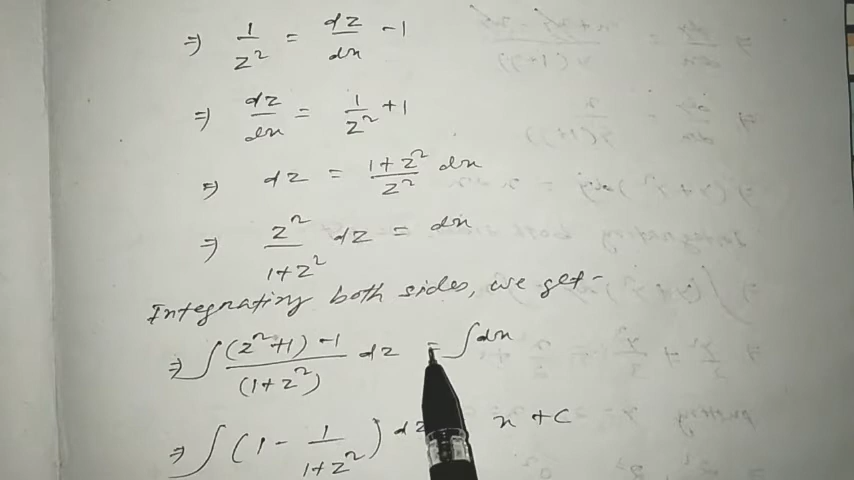 ⇒ 1/z² = dz/dx - 1
⇒ dz/dx = 1/z² + 1
⇒ dz = (1+z²)/z² dx
⇒ z²/(1+z²) dz = dx
Integrating both sides, we get-
⇒ ∫ ((z²+1)-1)/(1+z²) dz = ∫dx
⇒ ∫(1 - 1/(1+z²)) dz x + c